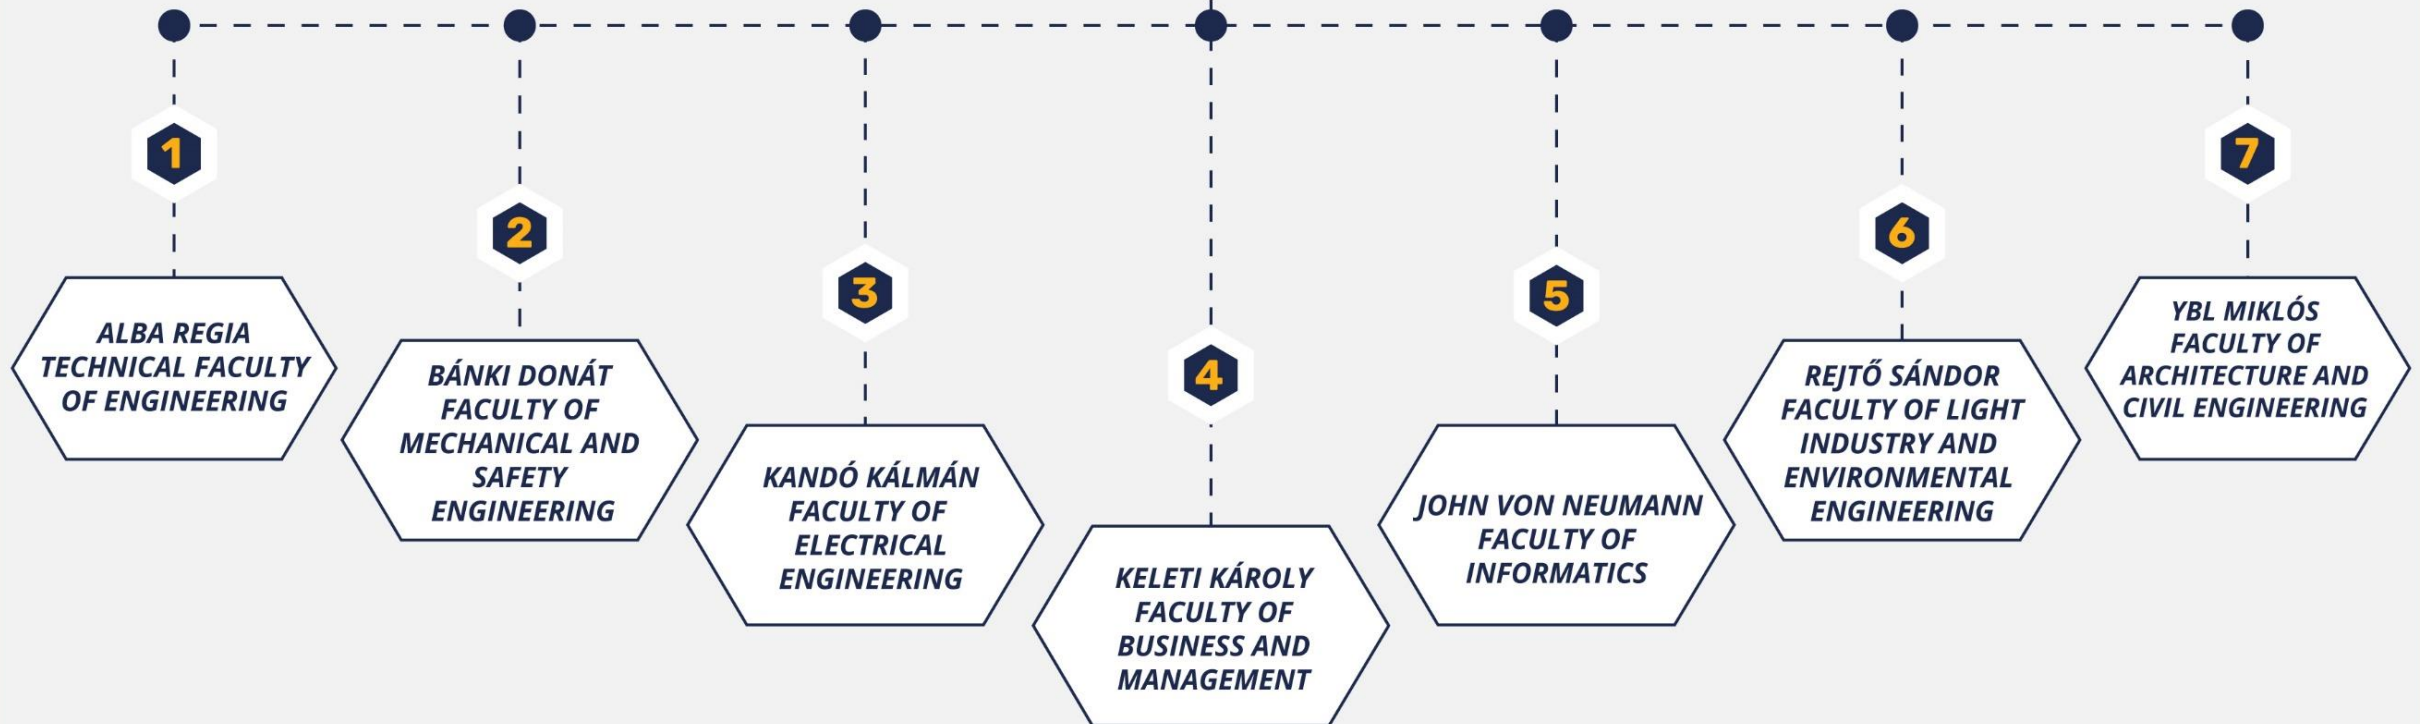 1
ALBA REGIA
TECHNICAL FACULTY
OF ENGINEERING
2
BÁNKI DONÁT
FACULTY OF
MECHANICAL AND
SAFETY
ENGINEERING
3
KANDÓ KÁLMÁN
FACULTY OF
ELECTRICAL
ENGINEERING
4
KELETI KÁROLY
FACULTY OF
BUSINESS AND
MANAGEMENT
5
JOHN VON NEUMANN
FACULTY OF
INFORMATICS
6
REJTŐ SÁNDOR
FACULTY OF LIGHT
INDUSTRY AND
ENVIRONMENTAL
ENGINEERING
7
YBL MIKLÓS
FACULTY OF
ARCHITECTURE AND
CIVIL ENGINEERING